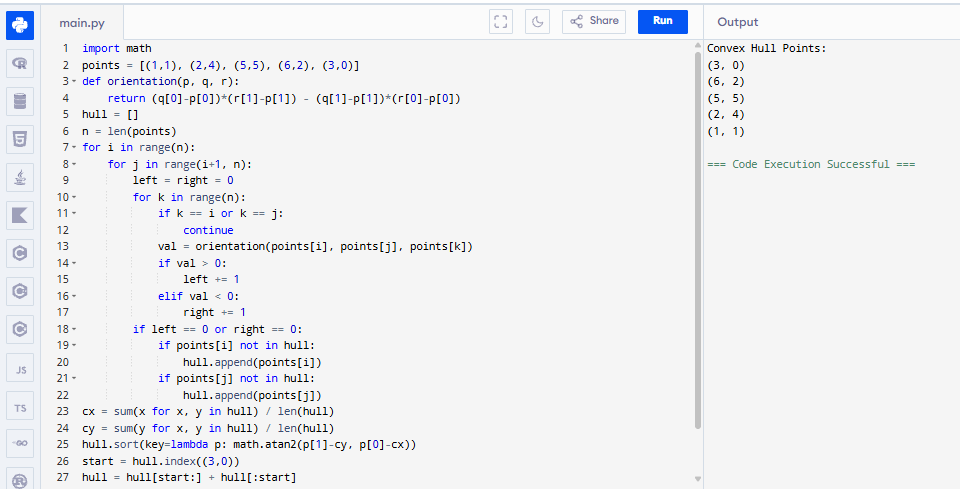 main.py
Share
Run
Output
1 import math
2 points = [(1,1), (2,4), (5,5), (6,2), (3,0)]
3 def orientation(p, q, r):
4     return (q[0]-p[0])*(r[1]-p[1]) - (q[1]-p[1])*(r[0]-p[0])
5 hull = []
6 n = len(points)
7 for i in range(n):
8     for j in range(i+1, n):
9         left = right = 0
10         for k in range(n):
11             if k == i or k == j:
12                 continue
13             val = orientation(points[i], points[j], points[k])
14             if val > 0:
15                 left += 1
16             elif val < 0:
17                 right += 1
18         if left == 0 or right == 0:
19             if points[i] not in hull:
20                 hull.append(points[i])
21             if points[j] not in hull:
22                 hull.append(points[j])
23 cx = sum(x for x, y in hull) / len(hull)
24 cy = sum(y for x, y in hull) / len(hull)
25 hull.sort(key=lambda p: math.atan2(p[1]-cy, p[0]-cx))
26 start = hull.index((3,0))
27 hull = hull[start:] + hull[:start]
Convex Hull Points:
(3, 0)
(6, 2)
(5, 5)
(2, 4)
(1, 1)
=== Code Execution Successful ===
R
5
C
C
C
JS
TS
GO